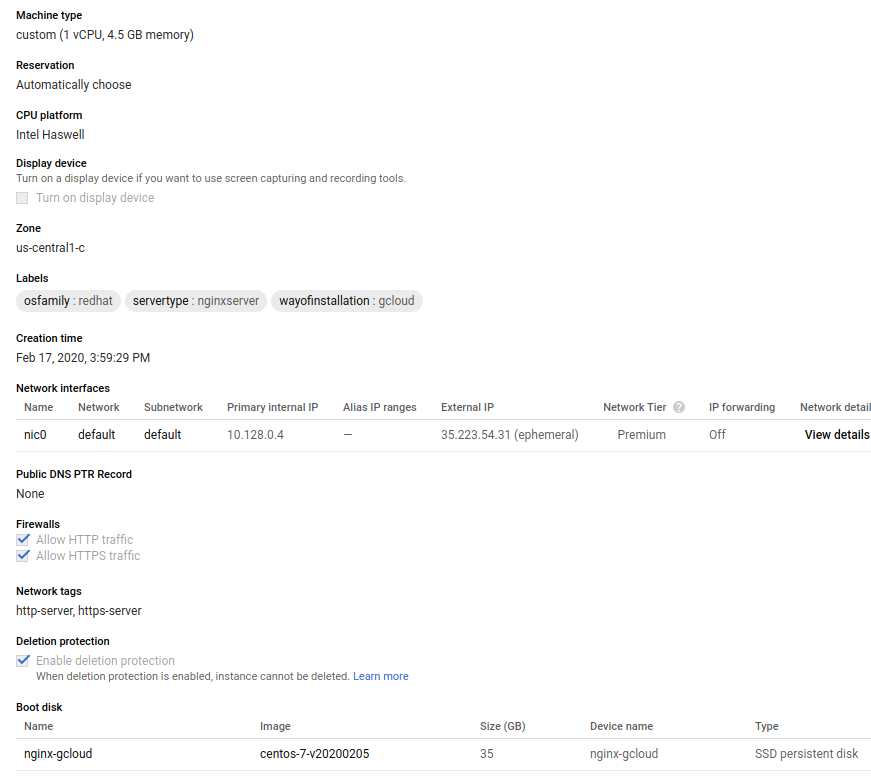 Machine type
custom (1 vCPU, 4.5 GB memory)
Reservation
Automatically choose
CPU platform
Intel Haswell
Display device
Turn on a display device if you want to use screen capturing and recording tools.
Turn on display device
Zone
us-central1-c
Labels
osfamily : redhat servertype : nginxserver wayofinstallation : gcloud
Creation time
Feb 17, 2020, 3:59:29 PM
Network interfaces
Name Network Subnetwork Primary internal IP Alias IP ranges External IP Network Tier ? IP forwarding Network detail
nic0 default default 10.128.0.4 — 35.223.54.31 (ephemeral) Premium Off View details
Public DNS PTR Record
None
Firewalls
Allow HTTP traffic
Allow HTTPS traffic
Network tags
http-server, https-server
Deletion protection
Enable deletion protection
When deletion protection is enabled, instance cannot be deleted. Learn more
Boot disk
Name Image Size (GB) Device name Type
nginx-gcloud centos-7-v20200205 35 nginx-gcloud SSD persistent disk